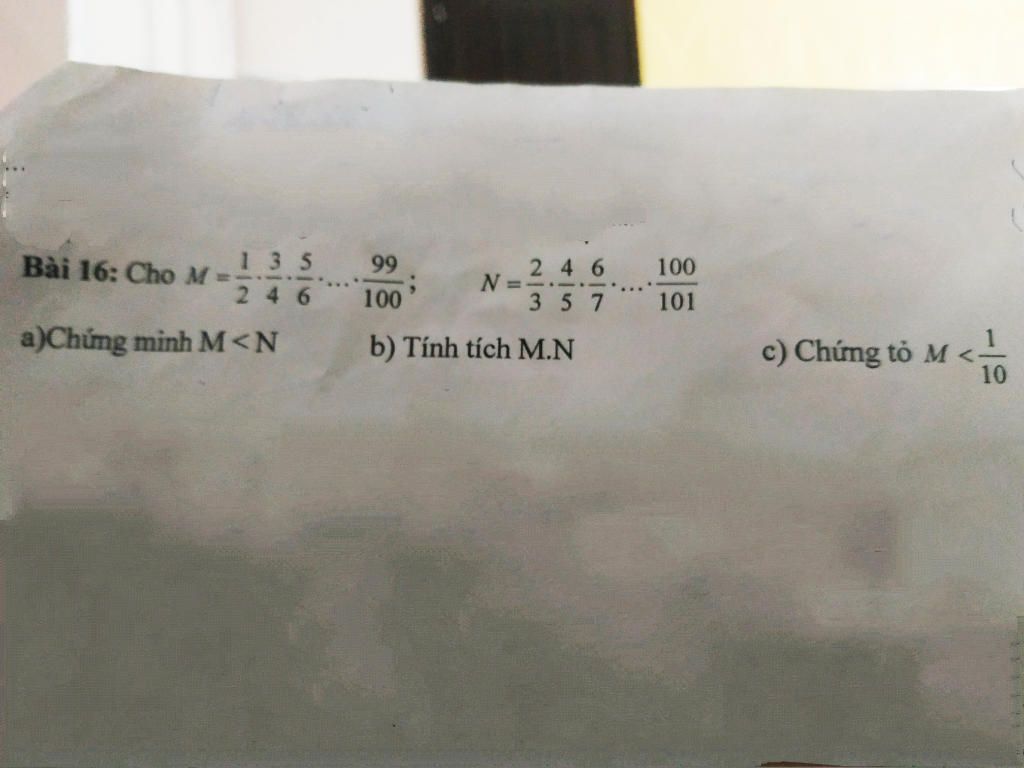 ...
Bài 16: Cho M = 1/2 · 3/4 · 5/6 · ... · 99/100 ; N = 2/3 · 4/5 · 6/7 · ... · 100/101
a)Chứng minh M < N b) Tính tích M.N c) Chứng tỏ M < 1/10